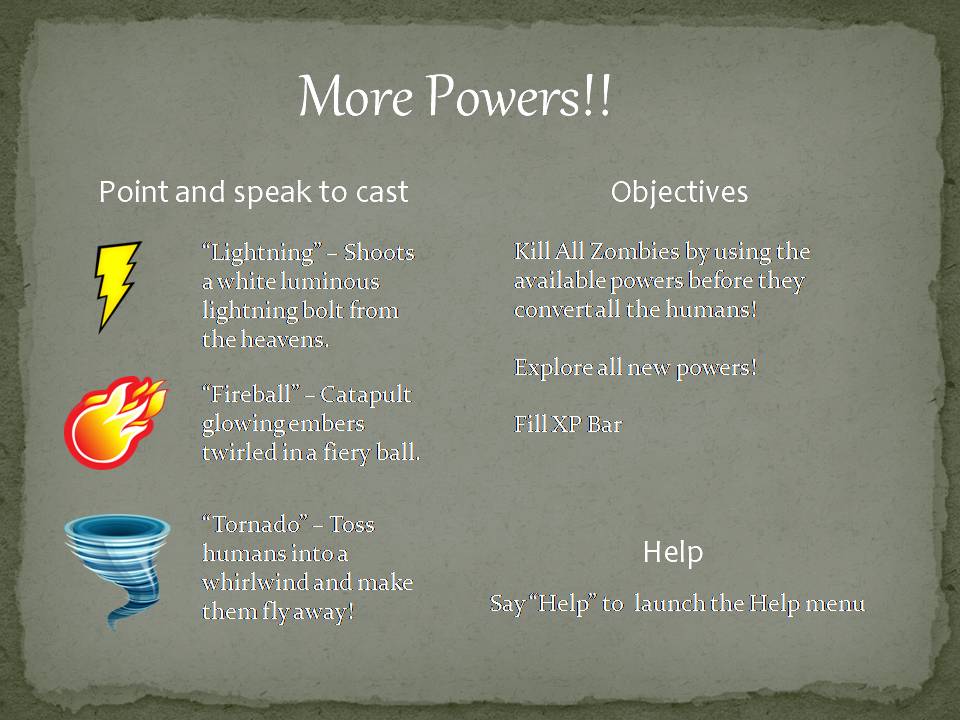 More Powers!!
Point and speak to cast
“Lightning” – Shoots
a white luminous
lightning bolt from
the heavens.
“Fireball” – Catapult
glowing embers
twirled in a fiery ball.
“Tornado” – Toss
humans into a
whirlwind and make
them fly away!
Objectives
Kill All Zombies by using the
available powers before they
convert all the humans!
Explore all new powers!
Fill XP Bar
Help
Say “Help” to launch the Help menu